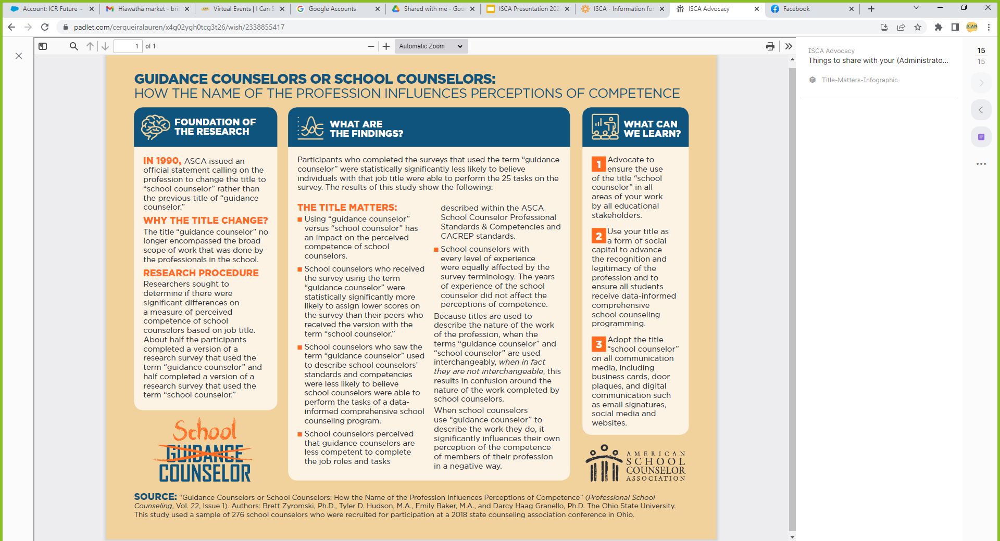 Account: ICR Future ~
Hiawatha market - brit
Virtual Events | I Can S
Google Accounts
Shared with me - Goo
ISCA Presentation 202
ISCA - Information for
ISCA Advocacy
Facebook
padlet.com/cerqueiralauren/x4g02ygh0tcg3t26/wish/2338855417
1 of 1
Automatic Zoom
ISCA Advocacy
Things to share with your (Administrato...
Title-Matters-Infographic
15
15
GUIDANCE COUNSELORS OR SCHOOL COUNSELORS:
HOW THE NAME OF THE PROFESSION INFLUENCES PERCEPTIONS OF COMPETENCE
FOUNDATION OF
THE RESEARCH
IN 1990, ASCA issued an
official statement calling on the
profession to change the title to
“school counselor” rather than
the previous title of “guidance
counselor.”
WHY THE TITLE CHANGE?
The title “guidance counselor” no
longer encompassed the broad
scope of work that was done by
the professionals in the school.
RESEARCH PROCEDURE
Researchers sought to
determine if there were
significant differences on
a measure of perceived
competence of school
counselors based on job title.
About half the participants
completed a version of a
research survey that used the
term “guidance counselor” and
half completed a version of a
research survey that used the
term “school counselor.”
School
GUIDANCE
COUNSELOR
WHAT ARE
THE FINDINGS?
Participants who completed the surveys that used the term “guidance
counselor” were statistically significantly less likely to believe
individuals with that job title were able to perform the 25 tasks on the
survey. The results of this study show the following:
THE TITLE MATTERS:
Using “guidance counselor”
versus “school counselor” has
an impact on the perceived
competence of school
counselors.
School counselors who received
the survey using the term
“guidance counselor” were
statistically significantly more
likely to assign lower scores on
the survey than their peers who
received the version with the
term “school counselor.”
School counselors who saw the
term “guidance counselor” used
to describe school counselors’
standards and competencies
were less likely to believe
school counselors were able to
perform the tasks of a data-
informed comprehensive school
counseling program.
School counselors perceived
that guidance counselors are
less competent to complete
the job roles and tasks
described within the ASCA
School Counselor Professional
Standards & Competencies and
CACREP standards.
School counselors with
every level of experience
were equally affected by the
survey terminology. The years
of experience of the school
counselor did not affect the
perceptions of competence.
Because titles are used to
describe the nature of the work
of the profession, when the
terms “guidance counselor” and
“school counselor” are used
interchangeably, when in fact
they are not interchangeable, this
results in confusion around the
nature of the work completed by
school counselors.
When school counselors
use “guidance counselor” to
describe the work they do, it
significantly influences their own
perception of the competence
of members of their profession
in a negative way.
WHAT CAN
WE LEARN?
1 Advocate to
ensure the use
of the title “school
counselor” in all
areas of your work
by all educational
stakeholders.
2 Use your title as
a form of social
capital to advance
the recognition and
legitimacy of the
profession and to
ensure all students
receive data-informed
comprehensive
school counseling
programming.
3 Adopt the title
“school counselor”
on all communication
media, including
business cards, door
plaques, and digital
communication such
as email signatures,
social media and
websites.
AMERICAN
SCHOOL
COUNSELOR
ASSOCIATION
SOURCE: “Guidance Counselors or School Counselors: How the Name of the Profession Influences Perceptions of Competence” (Professional School
Counseling, Vol. 22, Issue 1). Authors: Brett Zyromski, Ph.D., Tyler D. Hudson, M.A., Emily Baker, M.A., and Darcy Haag Granello, Ph.D. The Ohio State University.
This study used a sample of 276 school counselors who were recruited for participation at a 2018 state counseling association conference in Ohio.